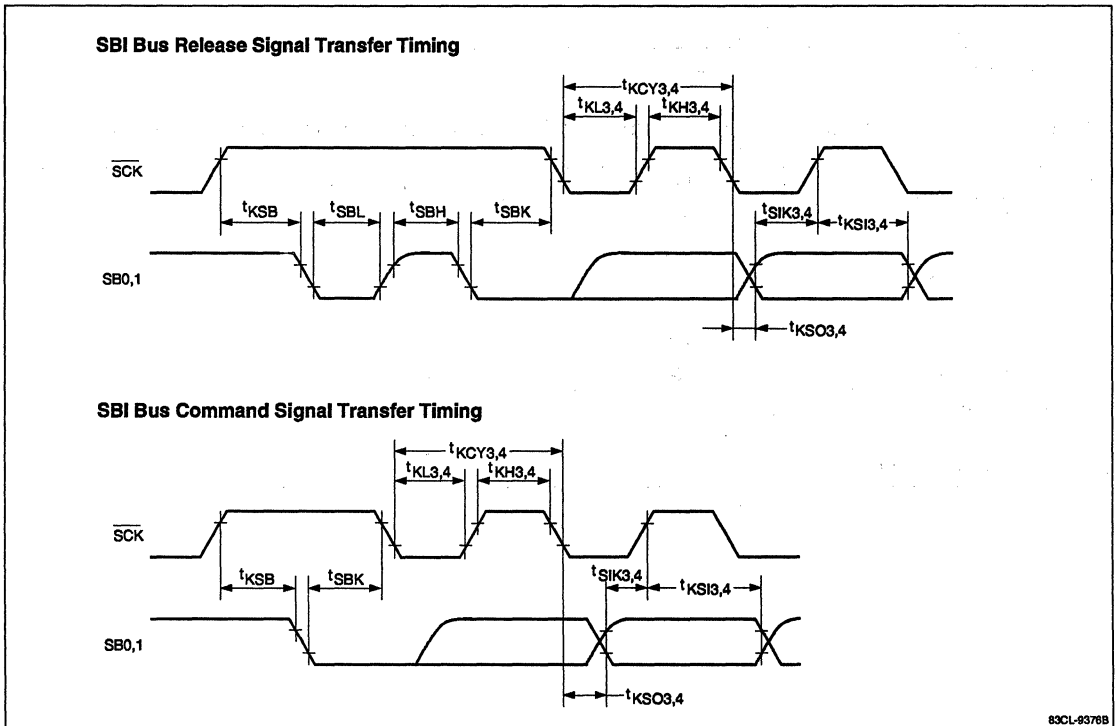 SBI Bus Release Signal Transfer Timing
tKCY3,4
tKL3,4 tKH3,4
SCK
tKSB tSBL tSBH tSBK tSIK3,4 tKSI3,4
SB0,1
tKSO3,4
SBI Bus Command Signal Transfer Timing
tKCY3,4
tKL3,4 tKH3,4
SCK
tKSB tSBK tSIK3,4 tKSI3,4
SB0,1
tKSO3,4
83CL-9376B